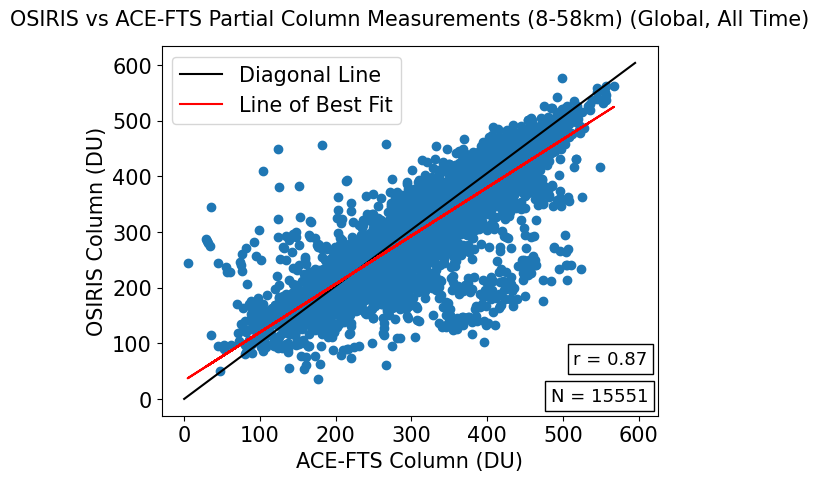 OSIRIS vs ACE-FTS Partial Column Measurements (8-58km) (Global, All Time)
Diagonal Line
Line of Best Fit
OSIRIS Column (DU)
600
500
400
300
200
100
0
r = 0.87
N = 15551
0 100 200 300 400 500 600
ACE-FTS Column (DU)